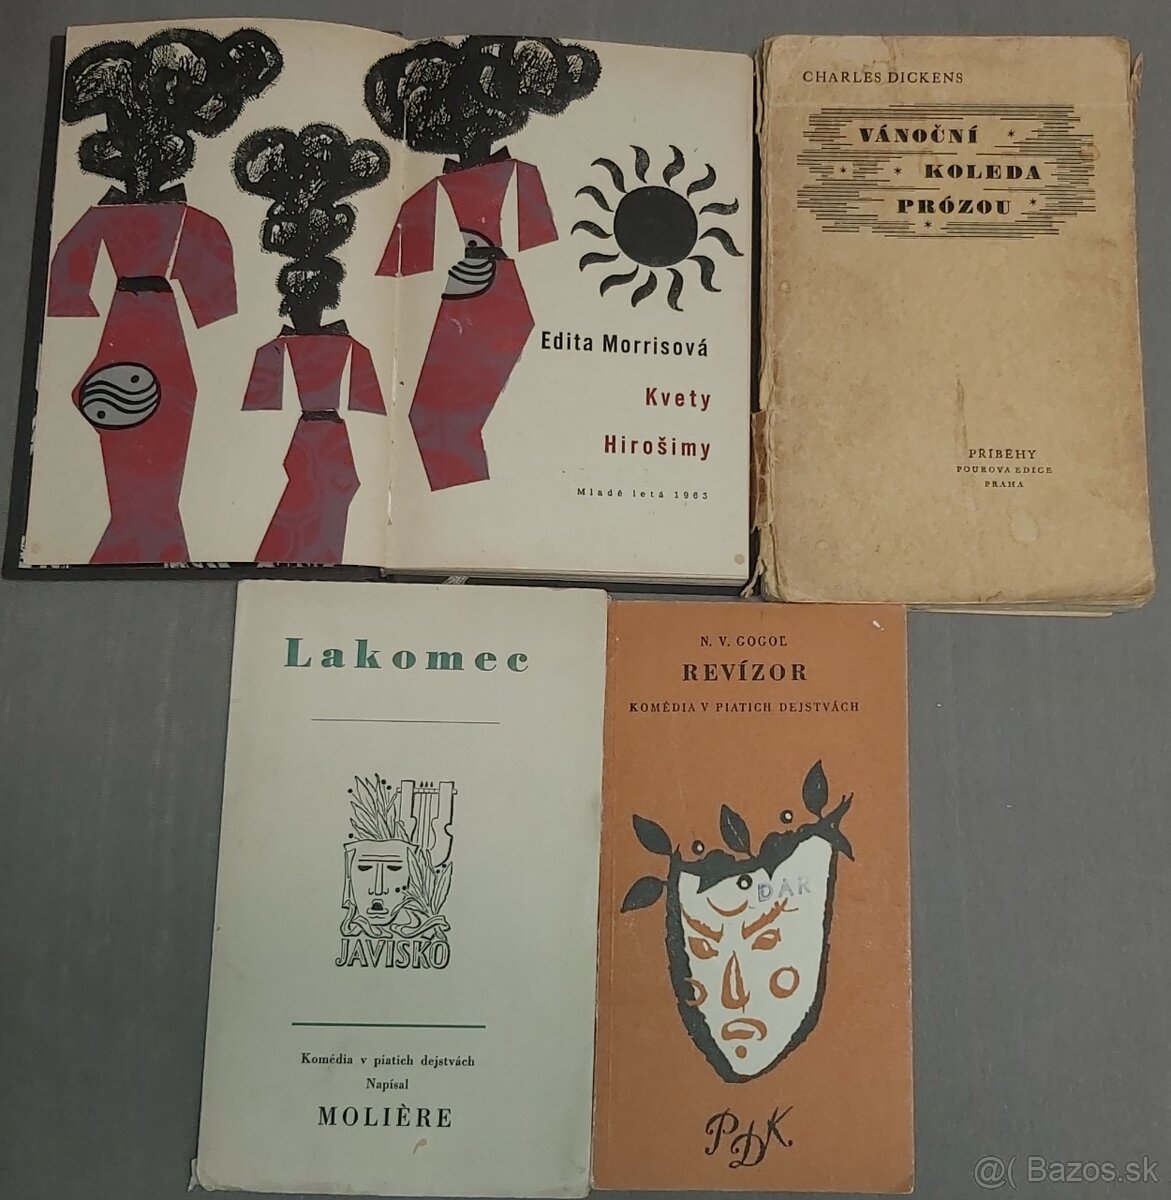 Edita Morrisová
Kvety
Hirošimy
Mladé letá 1963
CHARLES DICKENS
VÁNOČNÍ
KOLEDA
PRÓZOU
PŘÍBĚHY
POUROVA EDICE
PRAHA
Lakomec
JAVISKO
Komédia v piatich dejstvách
Napísal
MOLIÈRE
N. V. GOGOĽ
REVÍZOR
KOMÉDIA V PIATICH DEJSTVÁCH
DAR
PDK.
@( Bazos.sk